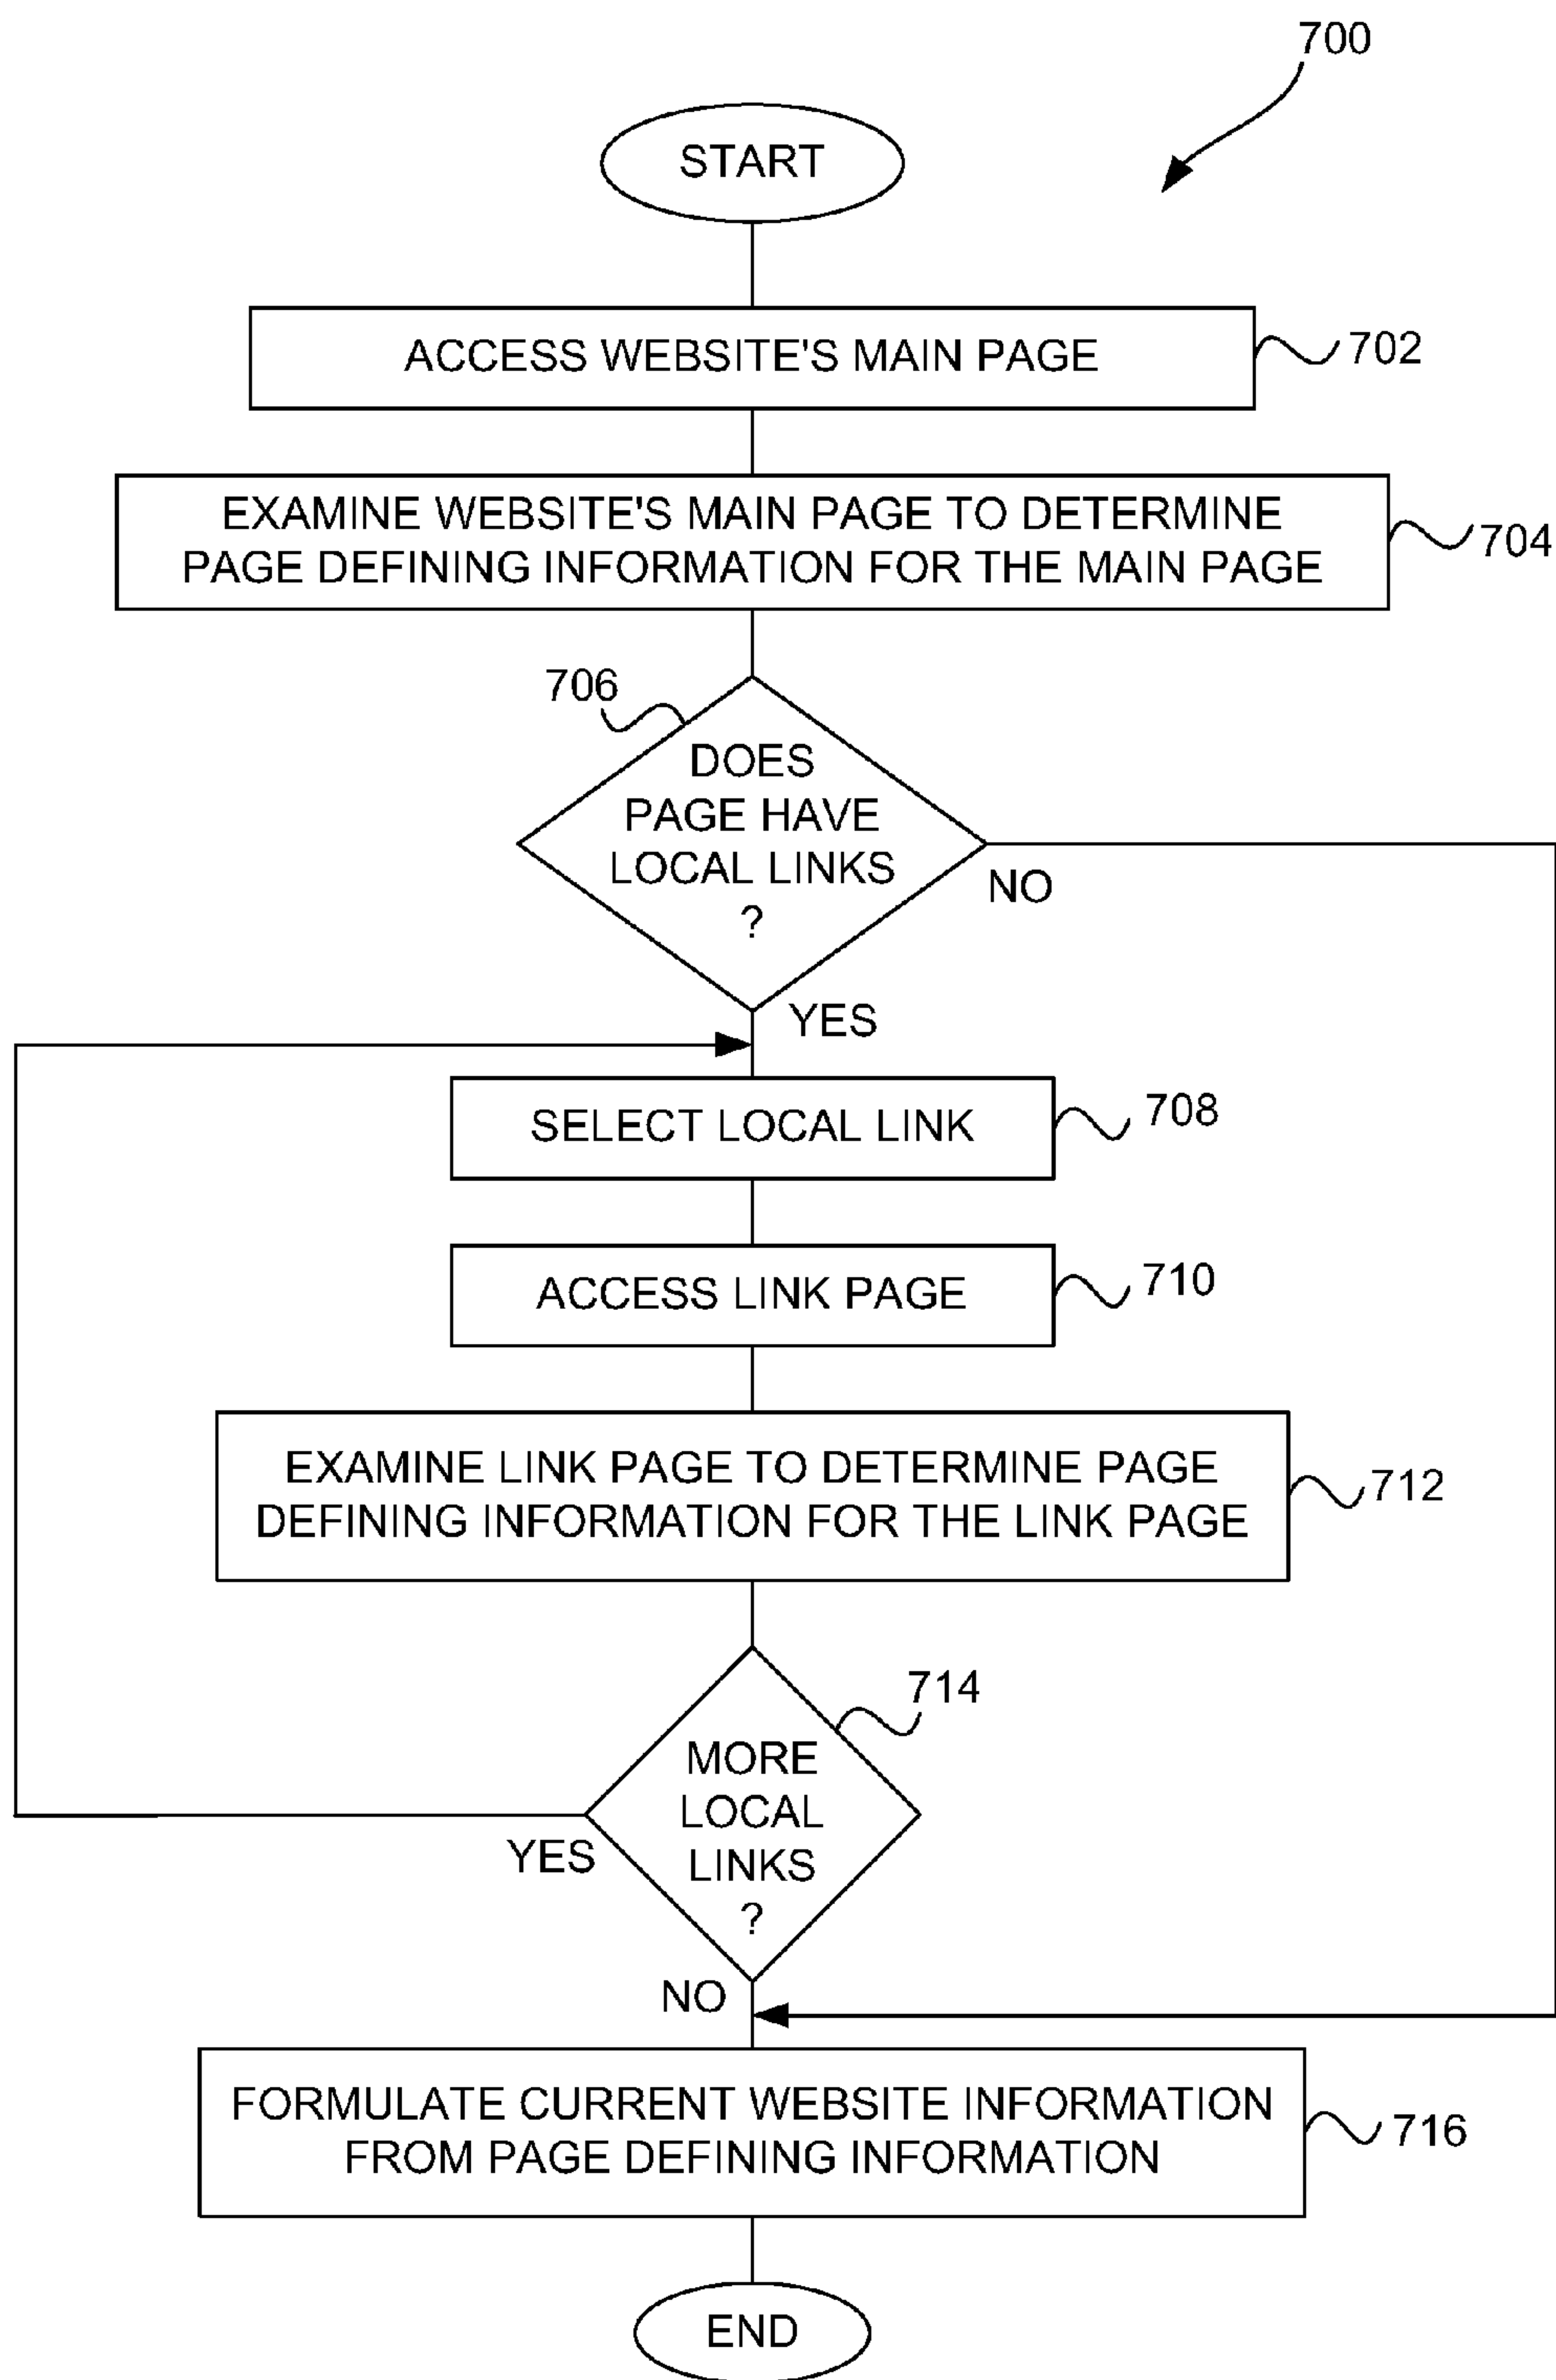 700
START
ACCESS WEBSITE'S MAIN PAGE
702
EXAMINE WEBSITE'S MAIN PAGE TO DETERMINE
PAGE DEFINING INFORMATION FOR THE MAIN PAGE
704
706
DOES
PAGE HAVE
LOCAL LINKS
?
NO
YES
SELECT LOCAL LINK
708
ACCESS LINK PAGE
710
EXAMINE LINK PAGE TO DETERMINE PAGE
DEFINING INFORMATION FOR THE LINK PAGE
712
714
MORE
LOCAL
LINKS
?
YES
NO
FORMULATE CURRENT WEBSITE INFORMATION
FROM PAGE DEFINING INFORMATION
716
END